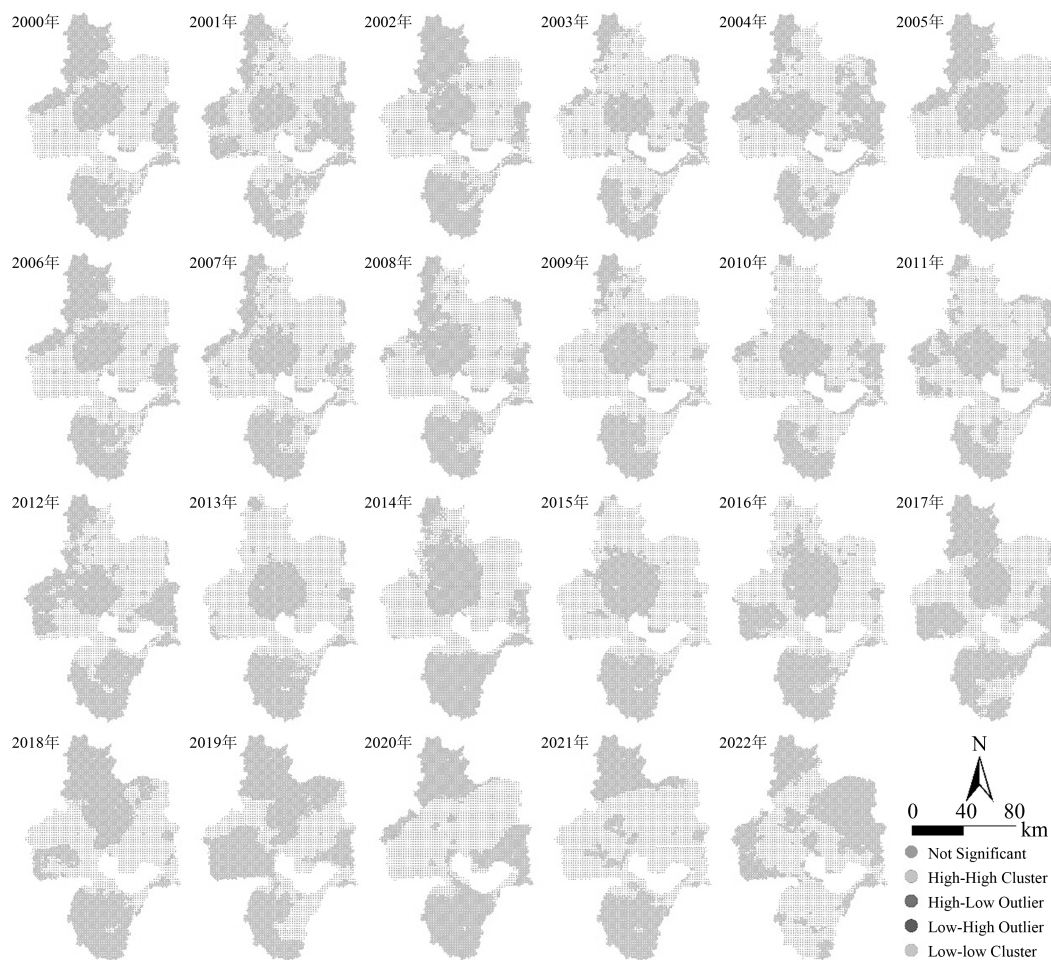 2000年
2001年
2002年
2003年
2004年
2005年
2006年
2007年
2008年
2009年
2010年
2011年
2012年
2013年
2014年
2015年
2016年
2017年
2018年
2019年
2020年
2021年
2022年
N
0 40 80
km
Not Significant
High-High Cluster
High-Low Outlier
Low-High Outlier
Low-low Cluster